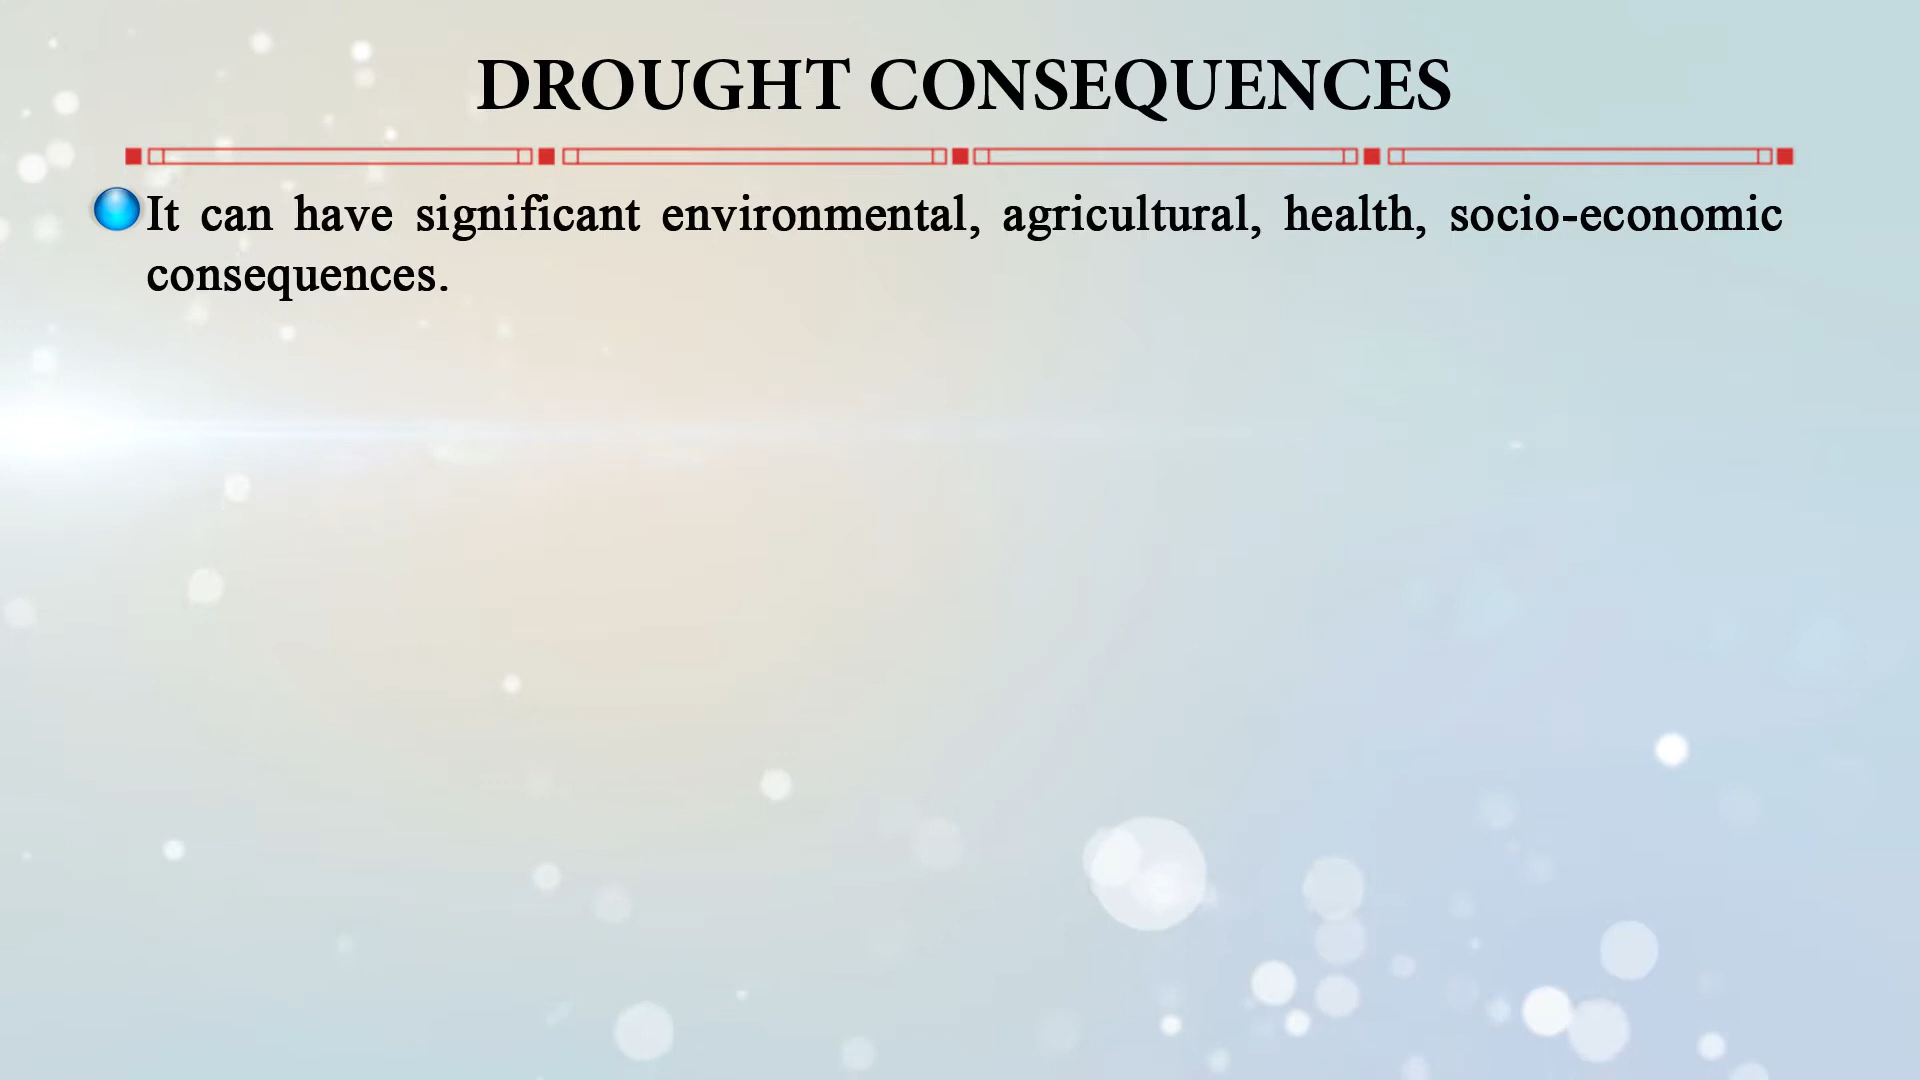 DROUGHT CONSEQUENCES
It can have significant environmental, agricultural, health, socio-economic
consequences.